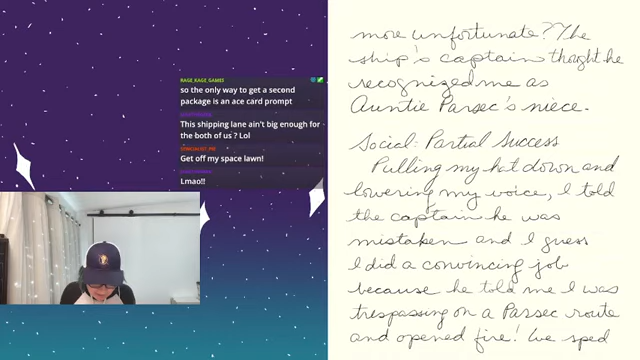 RAGE_KAGE_GAMES
so the only way to get a second
package is an ace card prompt
This shipping lane ain't big enough for
the both of us ? Lol
Get off my space lawn!
Lmao!!
more unfortunate? The
ship's captain thought he
recognized me as
Auntie Parsec's niece.
Social: Partial Success
Pulling my hat down and
lowering my voice, I told
the captain he was
mistaken and I guess
I did a convincing job
because he told me I was
trespassing on a Parsec route
and opened fire! We sped